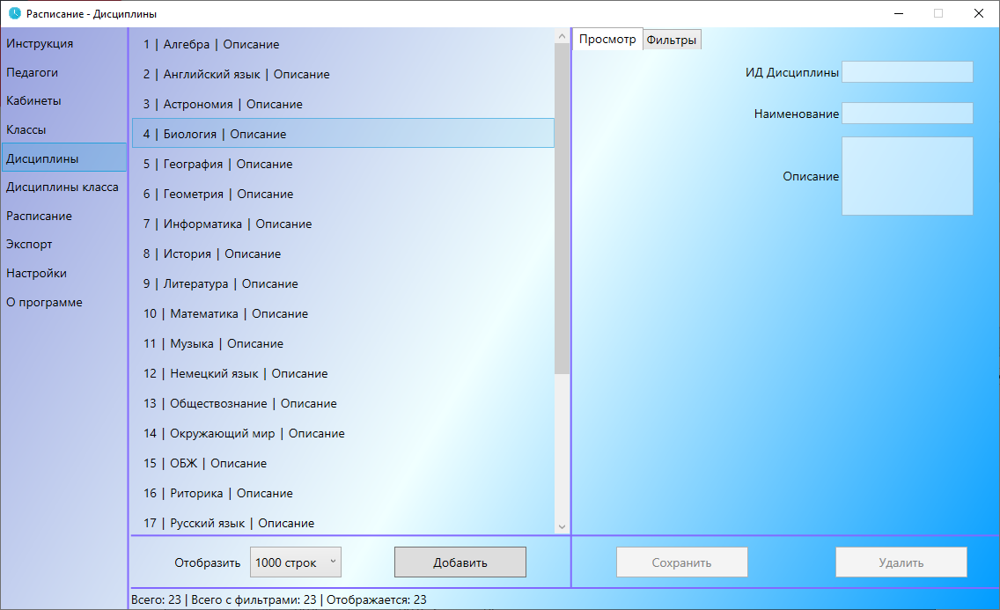 Расписание - Дисциплины
Инструкция
Педагоги
Кабинеты
Классы
Дисциплины
Дисциплины класса
Расписание
Экспорт
Настройки
О программе
1 | Алгебра | Описание
2 | Английский язык | Описание
3 | Астрономия | Описание
4 | Биология | Описание
5 | География | Описание
6 | Геометрия | Описание
7 | Информатика | Описание
8 | История | Описание
9 | Литература | Описание
10 | Математика | Описание
11 | Музыка | Описание
12 | Немецкий язык | Описание
13 | Обществознание | Описание
14 | Окружающий мир | Описание
15 | ОБЖ | Описание
16 | Риторика | Описание
17 | Русский язык | Описание
Просмотр Фильтры
ИД Дисциплины
Наименование
Описание
Отобразить 1000 строк Добавить Сохранить Удалить
Всего: 23 | Всего с фильтрами: 23 | Отображается: 23